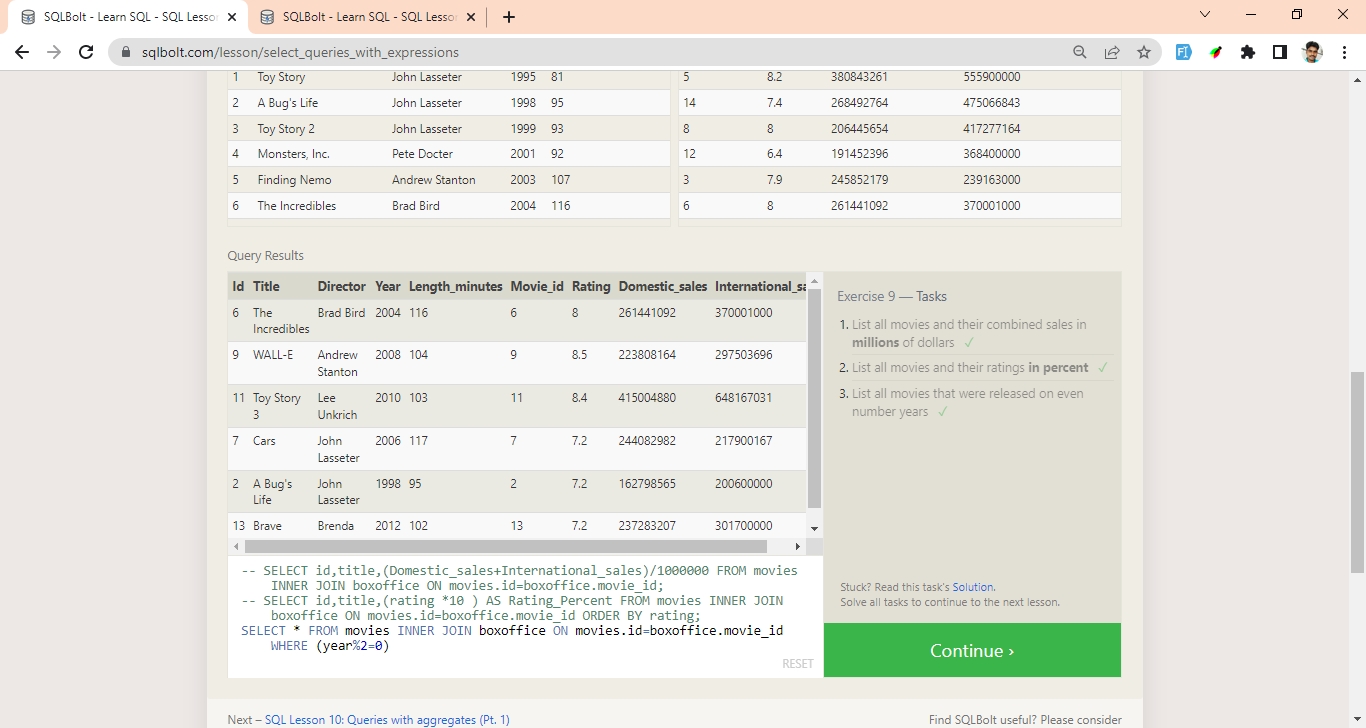 SQLBolt - Learn SQL - SQL Lesso
SQLBolt - Learn SQL - SQL Lesso
sqlbolt.com/lesson/select_queries_with_expressions
1 Toy Story John Lasseter 1995 81 5 8.2 380843261 555900000
2 A Bug's Life John Lasseter 1998 95 14 7.4 268492764 475066843
3 Toy Story 2 John Lasseter 1999 93 8 8 206445654 417277164
4 Monsters, Inc. Pete Docter 2001 92 12 6.4 191452396 368400000
5 Finding Nemo Andrew Stanton 2003 107 3 7.9 245852179 239163000
6 The Incredibles Brad Bird 2004 116 6 8 261441092 370001000
Query Results
Id Title Director Year Length_minutes Movie_id Rating Domestic_sales International_sa
6 The Brad Bird 2004 116 6 8 261441092 370001000
Incredibles
9 WALL-E Andrew 2008 104 9 8.5 223808164 297503696
Stanton
11 Toy Story Lee 2010 103 11 8.4 415004880 648167031
3 Unkrich
7 Cars John 2006 117 7 7.2 244082982 217900167
Lasseter
2 A Bug's John 1998 95 2 7.2 162798565 200600000
Life Lasseter
13 Brave Brenda 2012 102 13 7.2 237283207 301700000
-- SELECT id,title,(Domestic_sales+International_sales)/1000000 FROM movies
INNER JOIN boxoffice ON movies.id=boxoffice.movie_id;
-- SELECT id,title,(rating *10 ) AS Rating_Percent FROM movies INNER JOIN
boxoffice ON movies.id=boxoffice.movie_id ORDER BY rating;
SELECT * FROM movies INNER JOIN boxoffice ON movies.id=boxoffice.movie_id
WHERE (year%2=0)
RESET
Exercise 9 — Tasks
1. List all movies and their combined sales in
millions of dollars ✓
2. List all movies and their ratings in percent ✓
3. List all movies that were released on even
number years ✓
Stuck? Read this task's Solution.
Solve all tasks to continue to the next lesson.
Continue ›
Next – SQL Lesson 10: Queries with aggregates (Pt. 1)
Find SQLBolt useful? Please consider